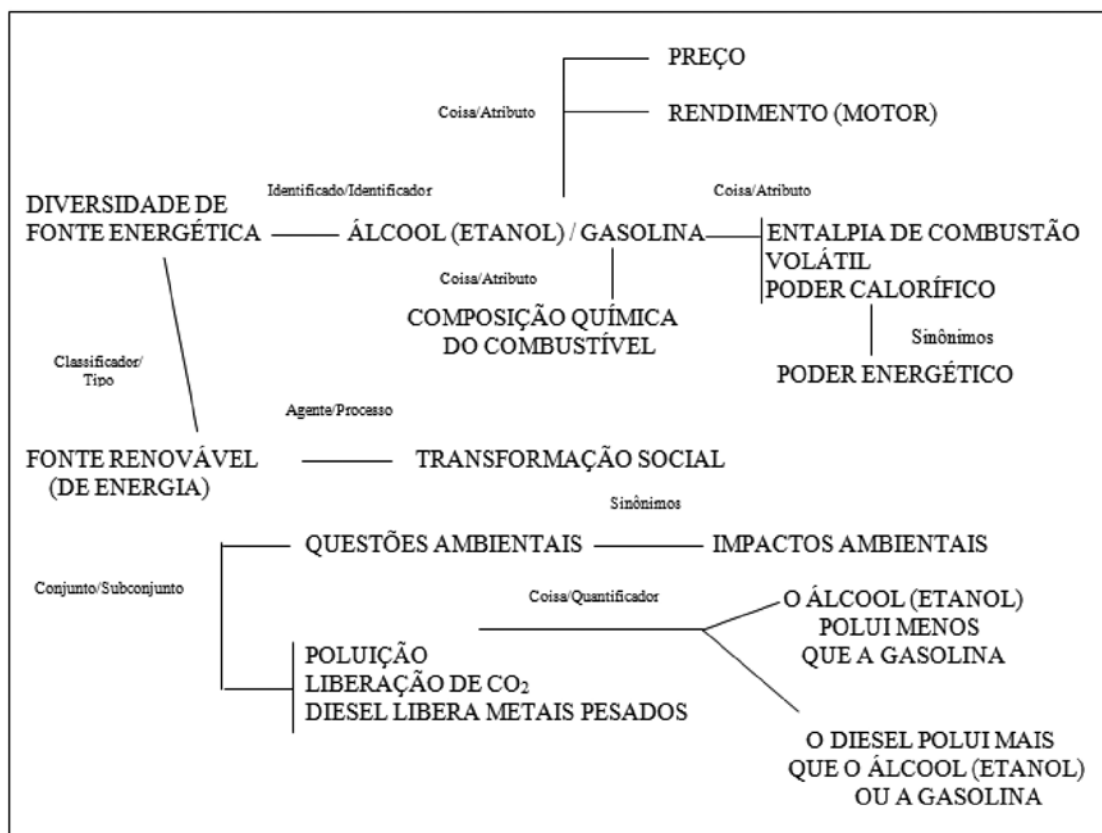 PREÇO
Coisa/Atributo
RENDIMENTO (MOTOR)
Identificado/Identificador
Coisa/Atributo
DIVERSIDADE DE
FONTE ENERGÉTICA
ÁLCOOL (ETANOL) / GASOLINA
ENTALPIA DE COMBUSTÃO
VOLÁTIL
PODER CALORÍFICO
Coisa/Atributo
COMPOSIÇÃO QUÍMICA
DO COMBUSTÍVEL
Sinônimos
PODER ENERGÉTICO
Classificador/
Tipo
Agente/Processo
FONTE RENOVÁVEL
(DE ENERGIA)
TRANSFORMAÇÃO SOCIAL
Sinônimos
QUESTÕES AMBIENTAIS
IMPACTOS AMBIENTAIS
Conjunto/Subconjunto
Coisa/Quantificador
O ÁLCOOL (ETANOL)
POLUI MENOS
QUE A GASOLINA
POLUIÇÃO
LIBERAÇÃO DE CO₂
DIESEL LIBERA METAIS PESADOS
O DIESEL POLUI MAIS
QUE O ÁLCOOL (ETANOL)
OU A GASOLINA